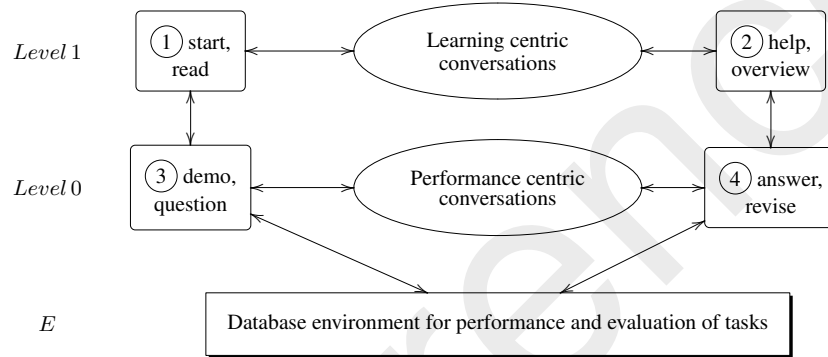 Level 1
① start,
read
Learning centric
conversations
② help,
overview
Level 0
③ demo,
question
Performance centric
conversations
④ answer,
revise
E
Database environment for performance and evaluation of tasks